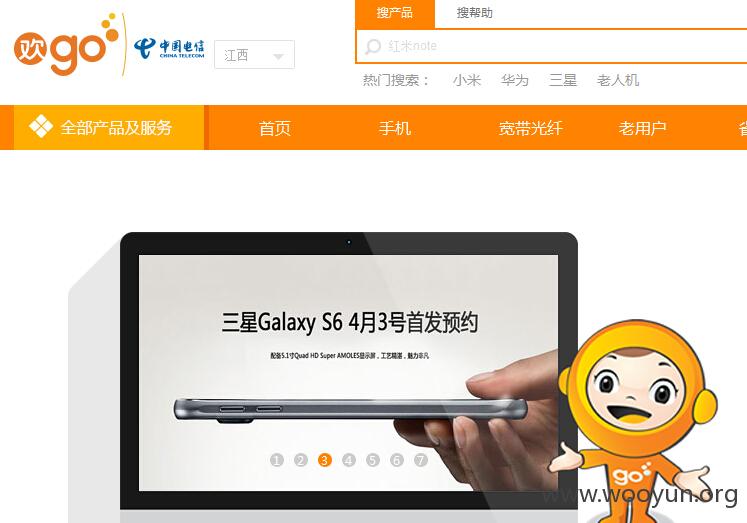 搜产品 搜帮助
欢go 中国电信 CHINA TELECOM 江西
红米note
热门搜索： 小米 华为 三星 老人机
全部产品及服务 首页 手机 宽带光纤 老用户
三星Galaxy S6 4月3号首发预约
配备5.1寸Quad HD Super AMOLES显示屏，工艺精湛，魅力非凡
1 2 3 4 5 6 7
go
www.wooyun.org